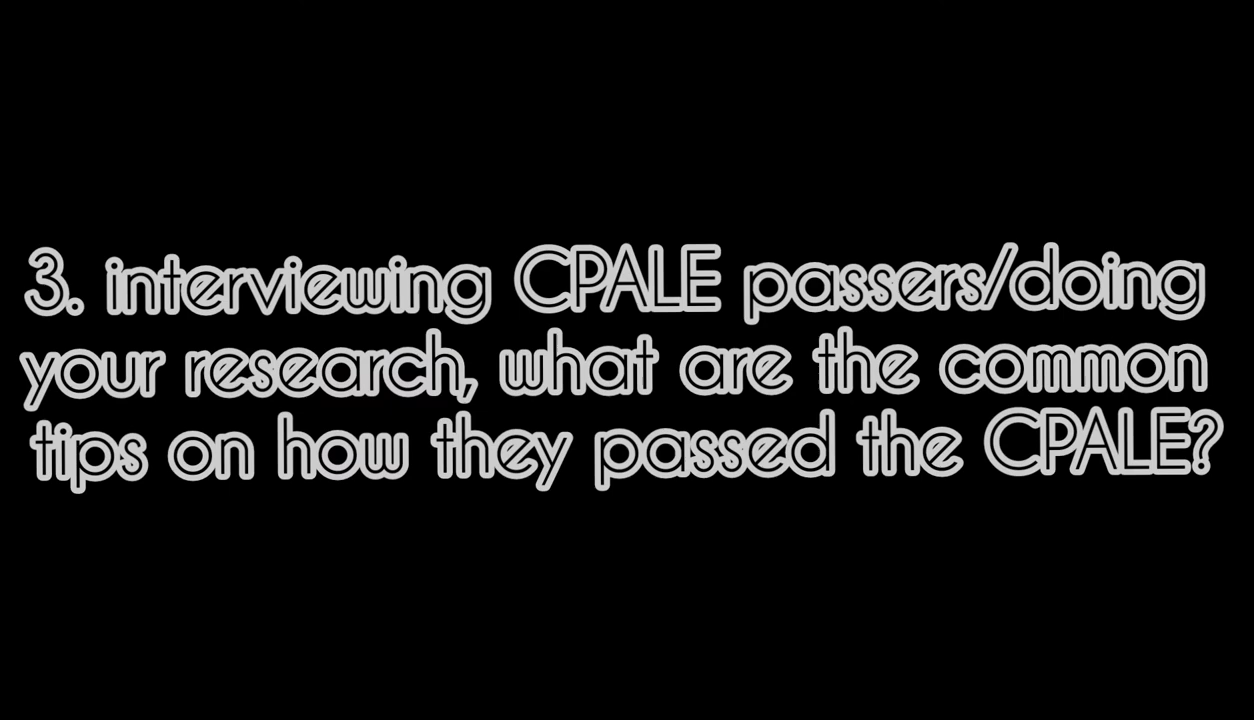 3. interviewing CPALE passers/doing
your research, what are the common
tips on how they passed the CPALE?